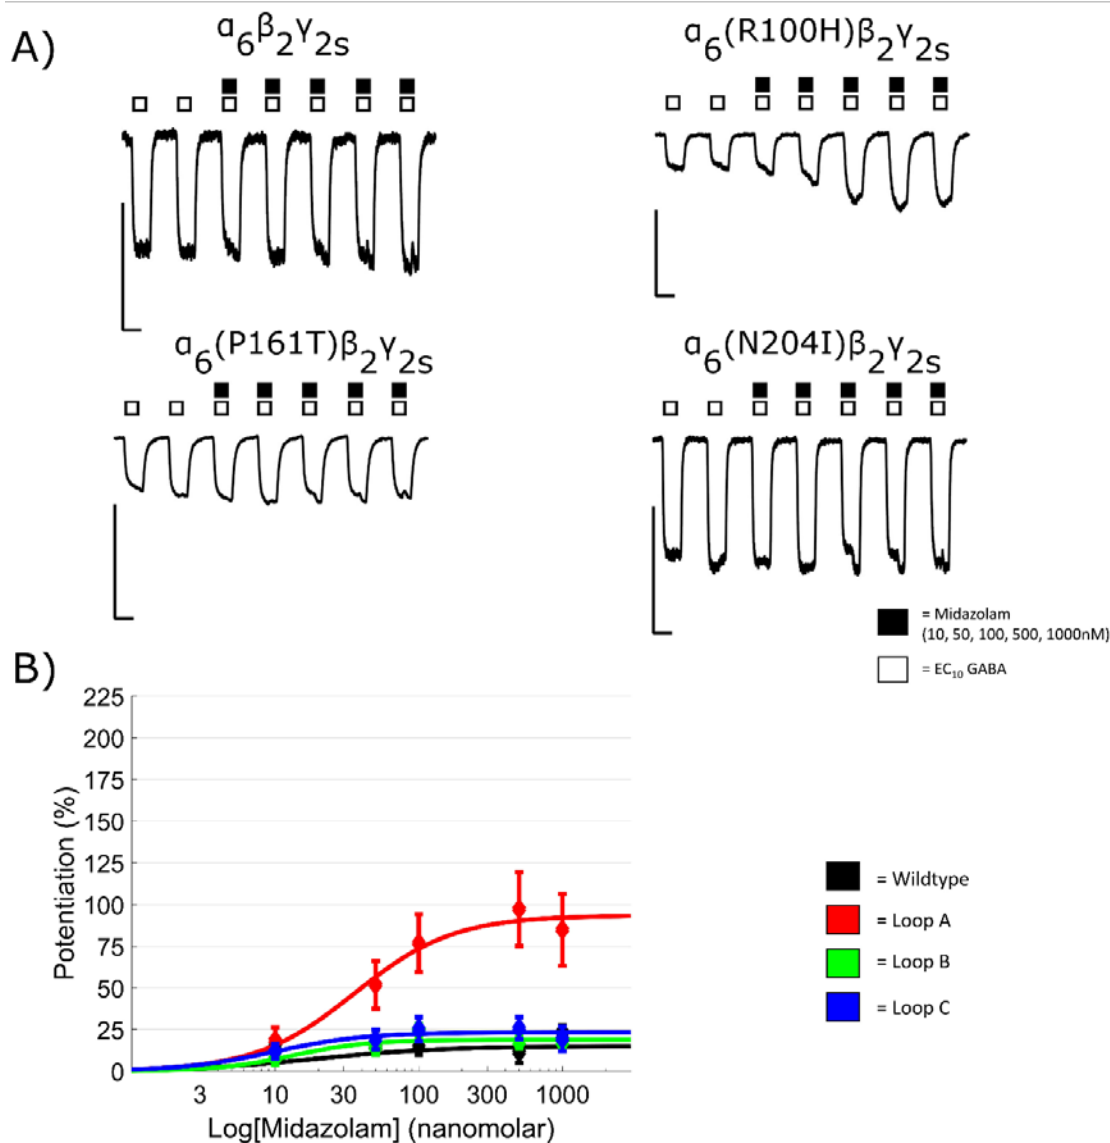 A)
α6β2γ2s
α6(R100H)β2γ2s
α6(P161T)β2γ2s
α6(N204I)β2γ2s
= Midazolam
(10, 50, 100, 500, 1000nM)
= EC10 GABA
B)
225
200
175
150
125
100
75
50
25
0
Potentiation (%)
3 10 30 100 300 1000
Log[Midazolam] (nanomolar)
= Wildtype
= Loop A
= Loop B
= Loop C